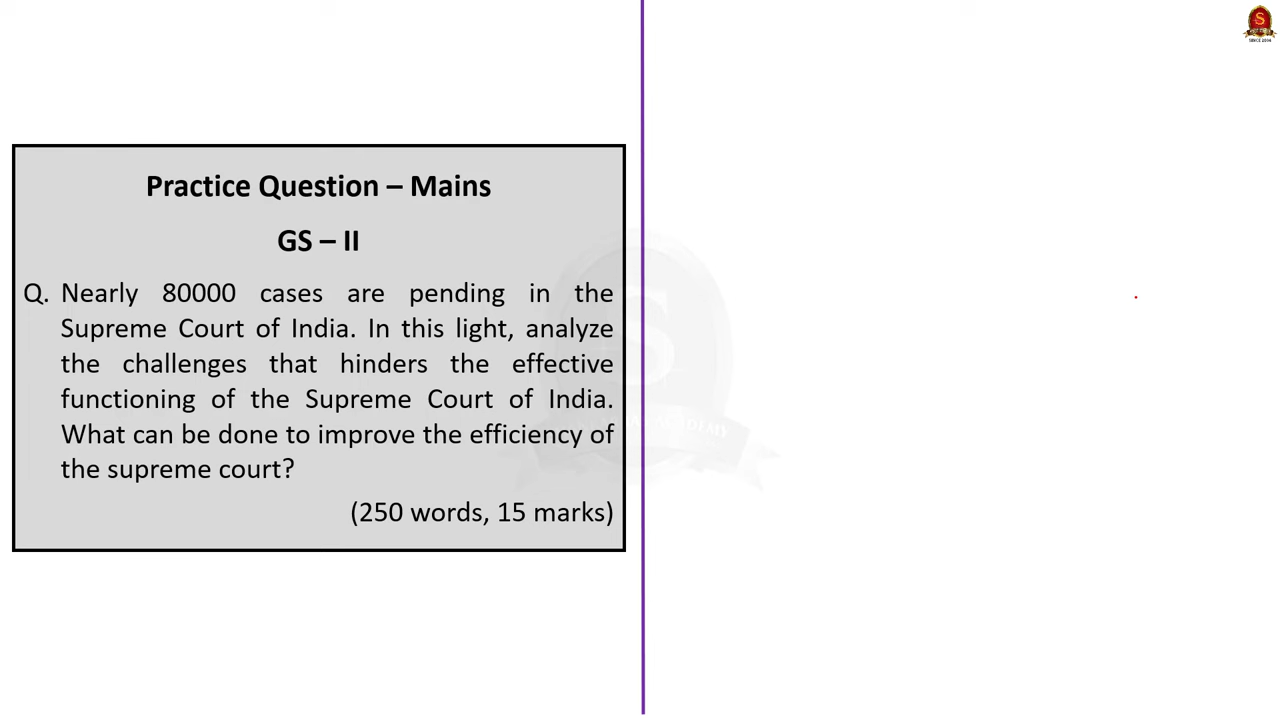 Practice Question – Mains
GS – II
Q. Nearly 80000 cases are pending in the
Supreme Court of India. In this light, analyze
the challenges that hinders the effective
functioning of the Supreme Court of India.
What can be done to improve the efficiency of
the supreme court?
(250 words, 15 marks)
S
SINCE 2004